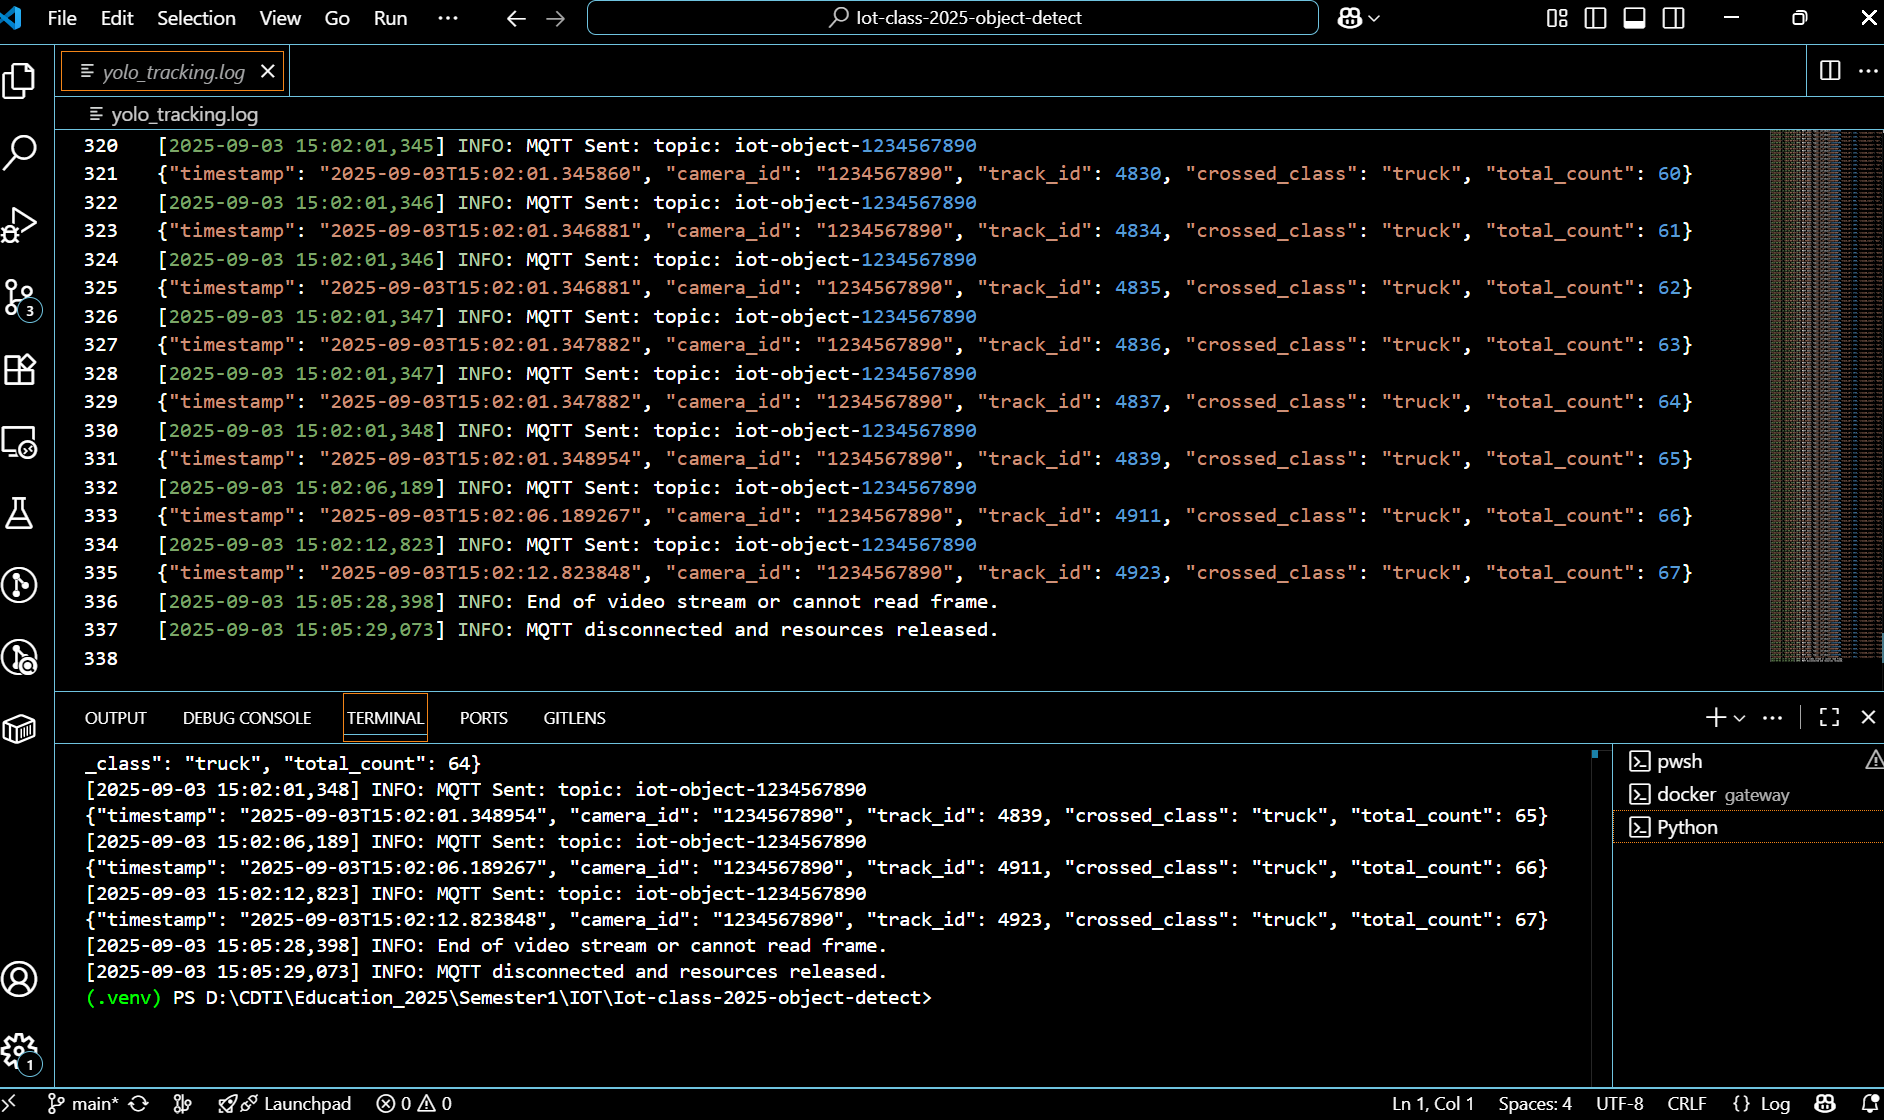 File Edit Selection View Go Run ··· Iot-class-2025-object-detect
yolo_tracking.log
yolo_tracking.log
320 [2025-09-03 15:02:01,345] INFO: MQTT Sent: topic: iot-object-1234567890
321 {"timestamp": "2025-09-03T15:02:01.345860", "camera_id": "1234567890", "track_id": 4830, "crossed_class": "truck", "total_count": 60}
322 [2025-09-03 15:02:01,346] INFO: MQTT Sent: topic: iot-object-1234567890
323 {"timestamp": "2025-09-03T15:02:01.346881", "camera_id": "1234567890", "track_id": 4834, "crossed_class": "truck", "total_count": 61}
324 [2025-09-03 15:02:01,346] INFO: MQTT Sent: topic: iot-object-1234567890
325 {"timestamp": "2025-09-03T15:02:01.346881", "camera_id": "1234567890", "track_id": 4835, "crossed_class": "truck", "total_count": 62}
326 [2025-09-03 15:02:01,347] INFO: MQTT Sent: topic: iot-object-1234567890
327 {"timestamp": "2025-09-03T15:02:01.347882", "camera_id": "1234567890", "track_id": 4836, "crossed_class": "truck", "total_count": 63}
328 [2025-09-03 15:02:01,347] INFO: MQTT Sent: topic: iot-object-1234567890
329 {"timestamp": "2025-09-03T15:02:01.347882", "camera_id": "1234567890", "track_id": 4837, "crossed_class": "truck", "total_count": 64}
330 [2025-09-03 15:02:01,348] INFO: MQTT Sent: topic: iot-object-1234567890
331 {"timestamp": "2025-09-03T15:02:01.348954", "camera_id": "1234567890", "track_id": 4839, "crossed_class": "truck", "total_count": 65}
332 [2025-09-03 15:02:06,189] INFO: MQTT Sent: topic: iot-object-1234567890
333 {"timestamp": "2025-09-03T15:02:06.189267", "camera_id": "1234567890", "track_id": 4911, "crossed_class": "truck", "total_count": 66}
334 [2025-09-03 15:02:12,823] INFO: MQTT Sent: topic: iot-object-1234567890
335 {"timestamp": "2025-09-03T15:02:12.823848", "camera_id": "1234567890", "track_id": 4923, "crossed_class": "truck", "total_count": 67}
336 [2025-09-03 15:05:28,398] INFO: End of video stream or cannot read frame.
337 [2025-09-03 15:05:29,073] INFO: MQTT disconnected and resources released.
338
3
OUTPUT DEBUG CONSOLE TERMINAL PORTS GITLENS
_class": "truck", "total_count": 64}
[2025-09-03 15:02:01,348] INFO: MQTT Sent: topic: iot-object-1234567890
{"timestamp": "2025-09-03T15:02:01.348954", "camera_id": "1234567890", "track_id": 4839, "crossed_class": "truck", "total_count": 65}
[2025-09-03 15:02:06,189] INFO: MQTT Sent: topic: iot-object-1234567890
{"timestamp": "2025-09-03T15:02:06.189267", "camera_id": "1234567890", "track_id": 4911, "crossed_class": "truck", "total_count": 66}
[2025-09-03 15:02:12,823] INFO: MQTT Sent: topic: iot-object-1234567890
{"timestamp": "2025-09-03T15:02:12.823848", "camera_id": "1234567890", "track_id": 4923, "crossed_class": "truck", "total_count": 67}
[2025-09-03 15:05:28,398] INFO: End of video stream or cannot read frame.
[2025-09-03 15:05:29,073] INFO: MQTT disconnected and resources released.
(.venv) PS D:\CDTI\Education_2025\Semester1\IOT\Iot-class-2025-object-detect>
pwsh
docker gateway
Python
1
main* Launchpad 0 0 Ln 1, Col 1 Spaces: 4 UTF-8 CRLF {} Log